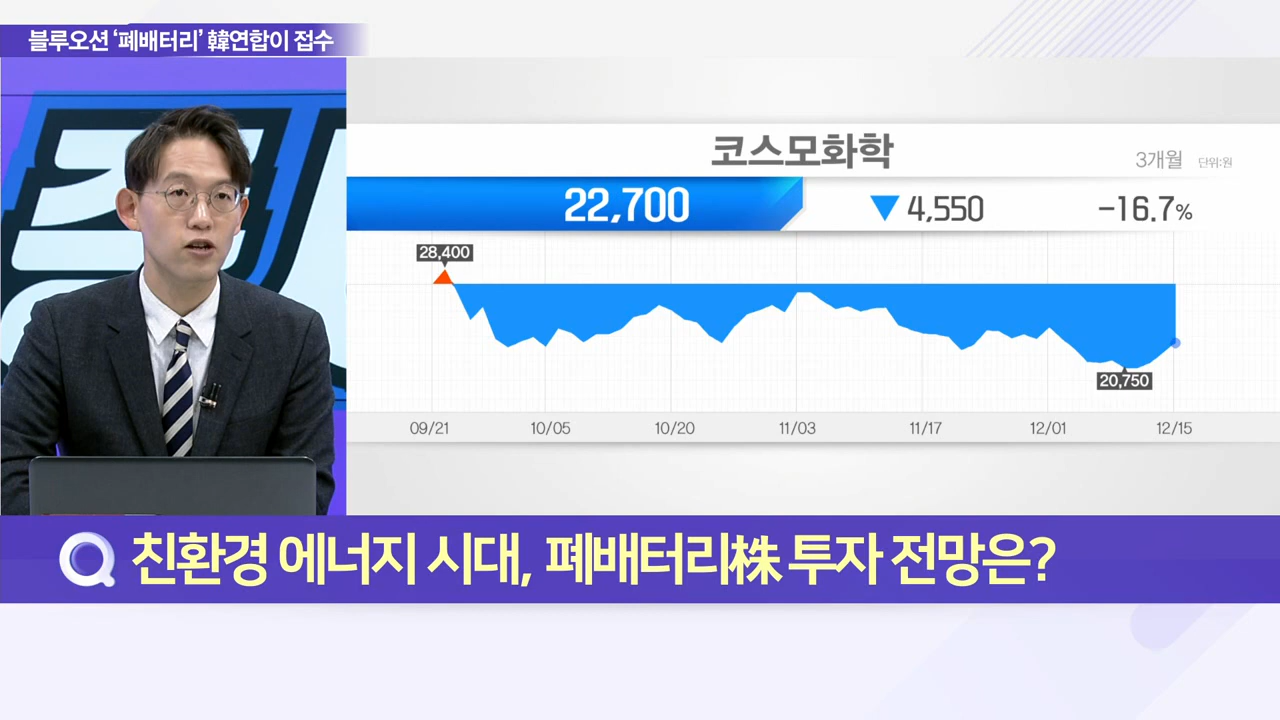 블루오션 ‘폐배터리’ 韓연합이 접수
코스모화학
3개월 단위:원
22,700 ▼ 4,550 -16.7%
28,400
20,750
09/21 10/05 10/20 11/03 11/17 12/01 12/15
Q 친환경 에너지 시대, 폐배터리株 투자 전망은?